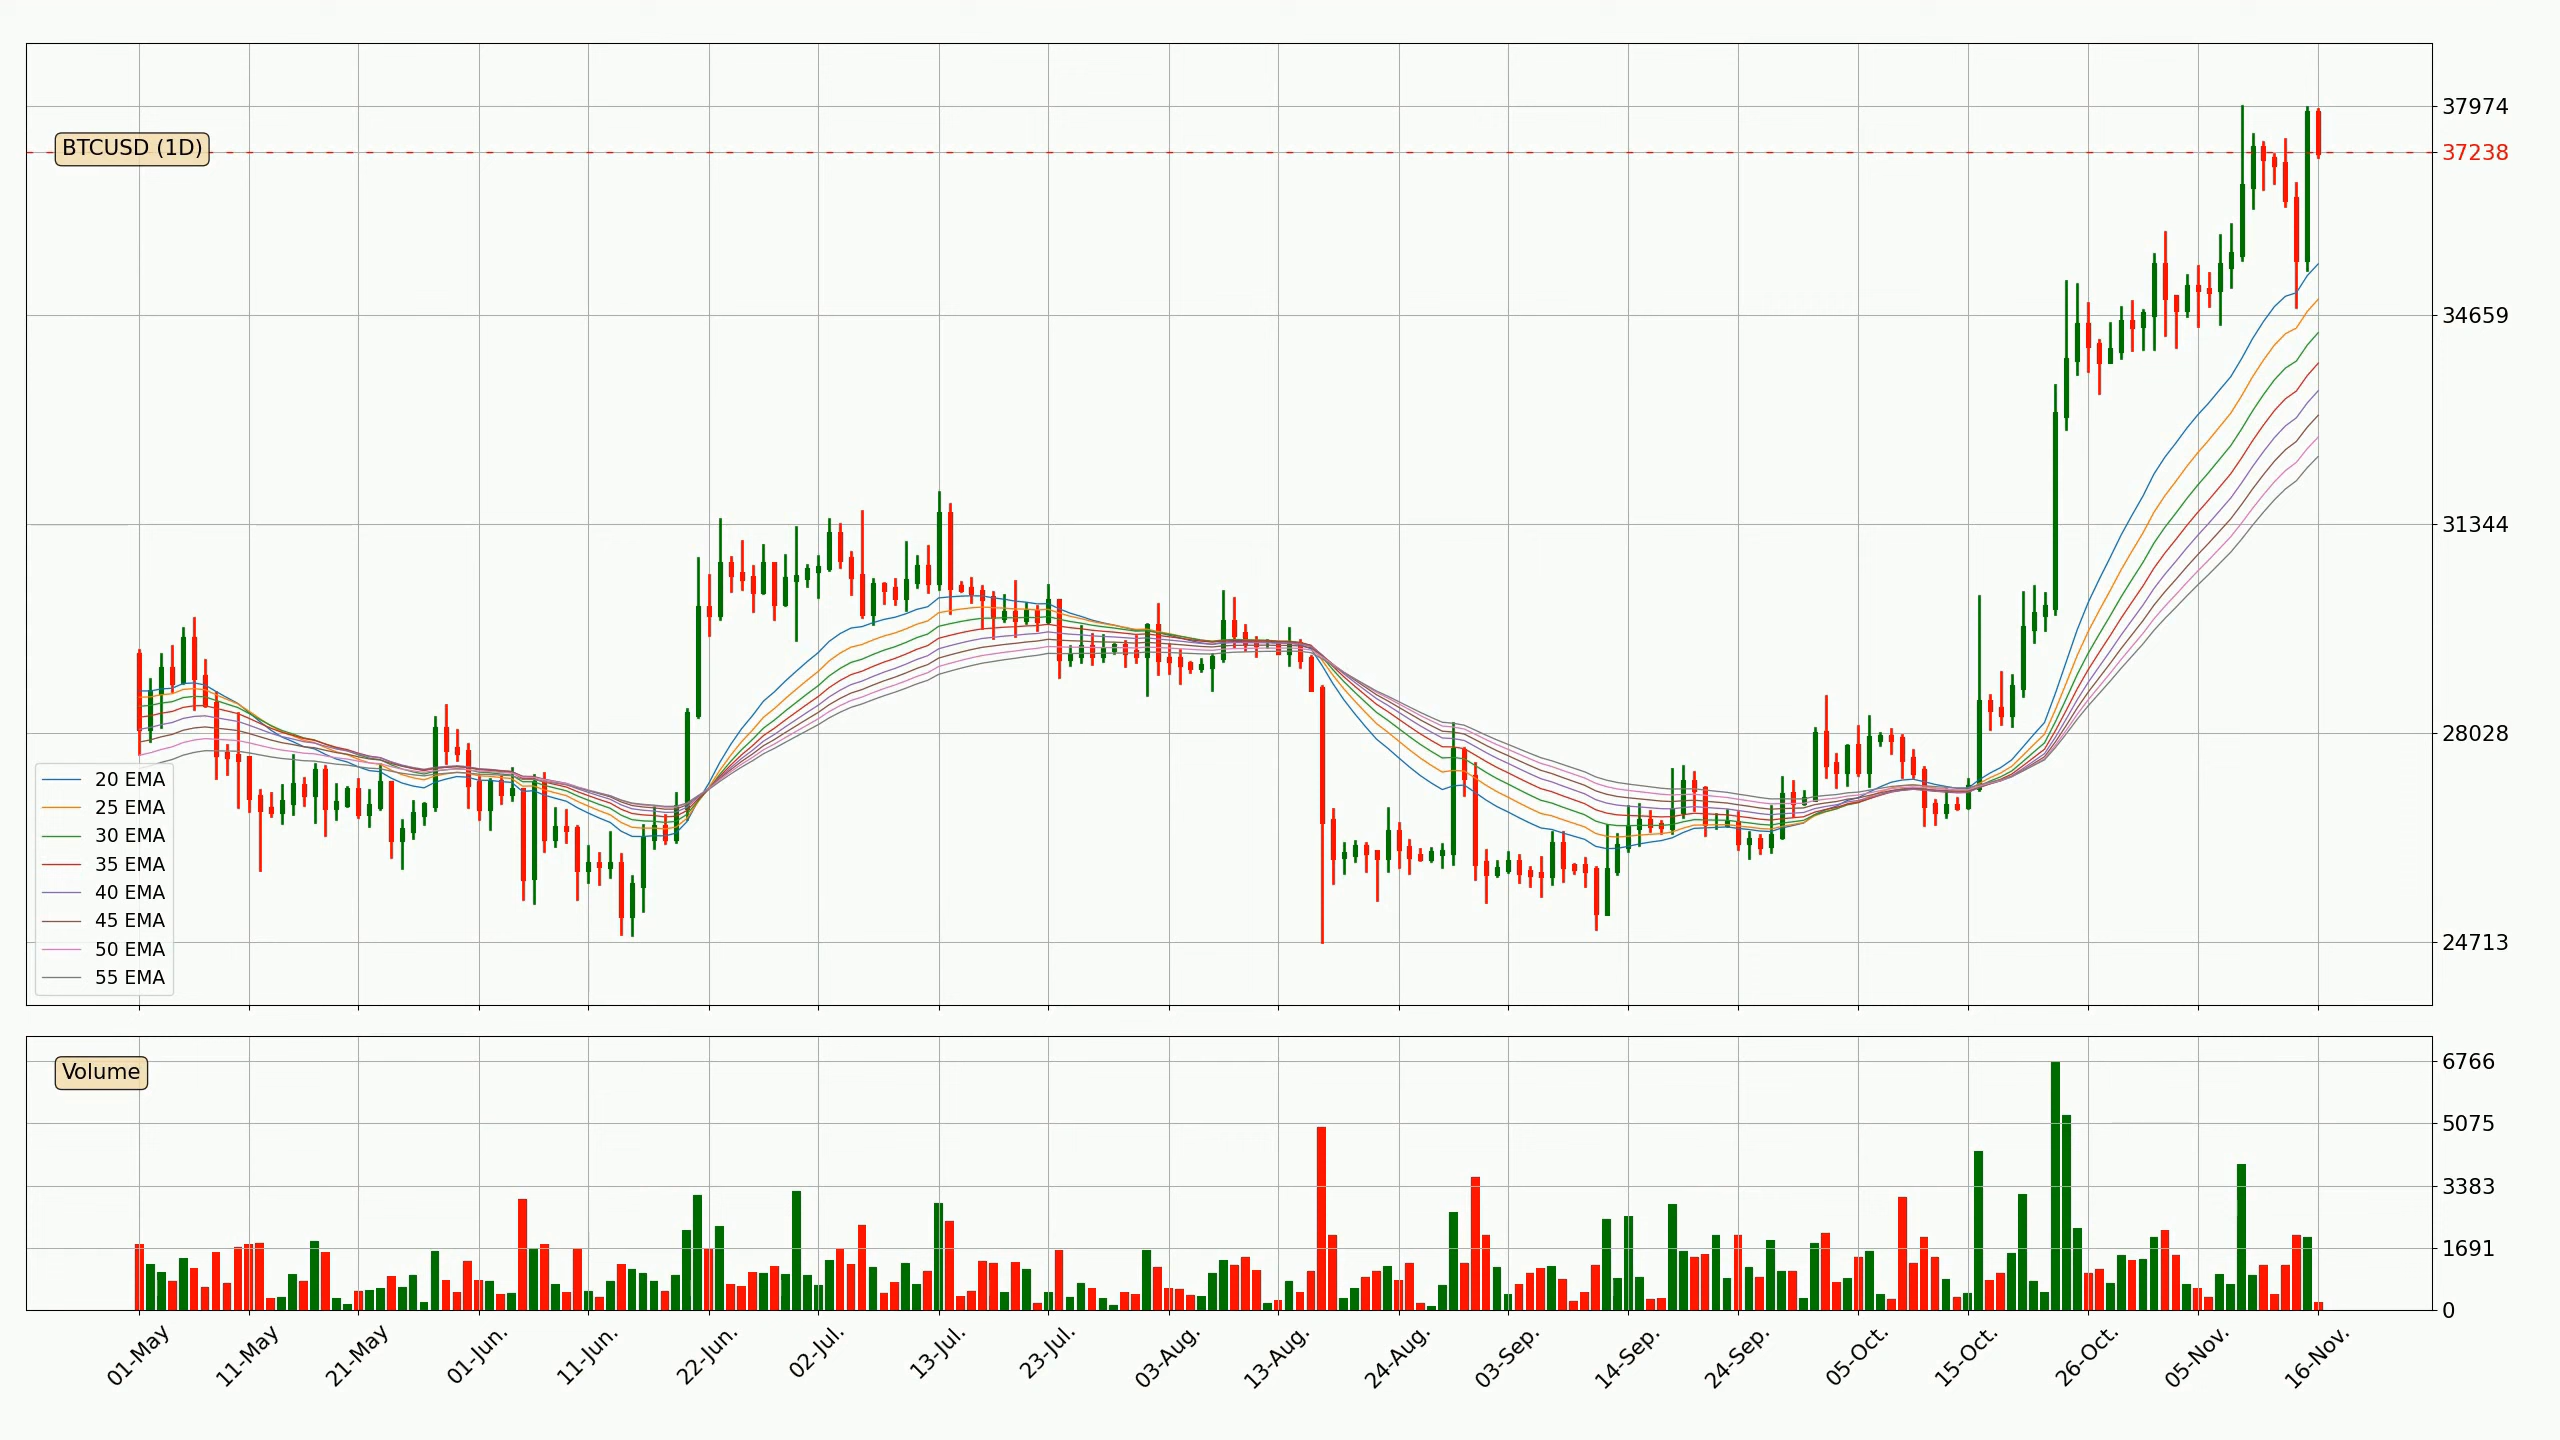 BTCUSD (1D)
37974
37238
34659
31344
28028
24713
20 EMA
25 EMA
30 EMA
35 EMA
40 EMA
45 EMA
50 EMA
55 EMA
Volume
6766
5075
3383
1691
0
01-May
11-May
21-May
01-Jun.
11-Jun.
22-Jun.
02-Jul.
13-Jul.
23-Jul.
03-Aug.
13-Aug.
24-Aug.
03-Sep.
14-Sep.
24-Sep.
05-Oct.
15-Oct.
26-Oct.
05-Nov.
16-Nov.